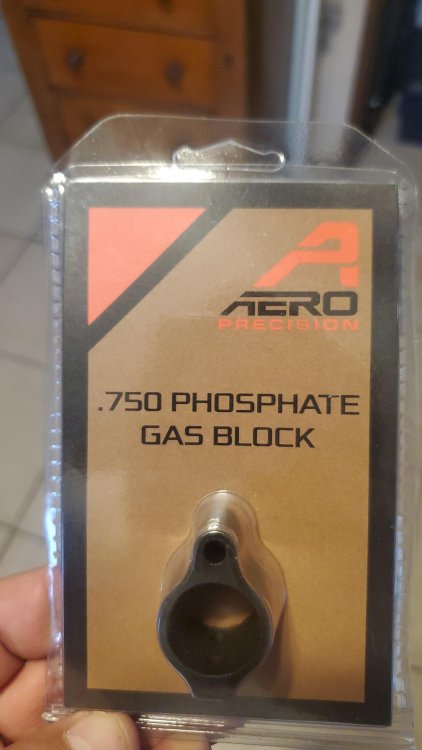 AERO
PRECISION
.750 PHOSPHATE
GAS BLOCK